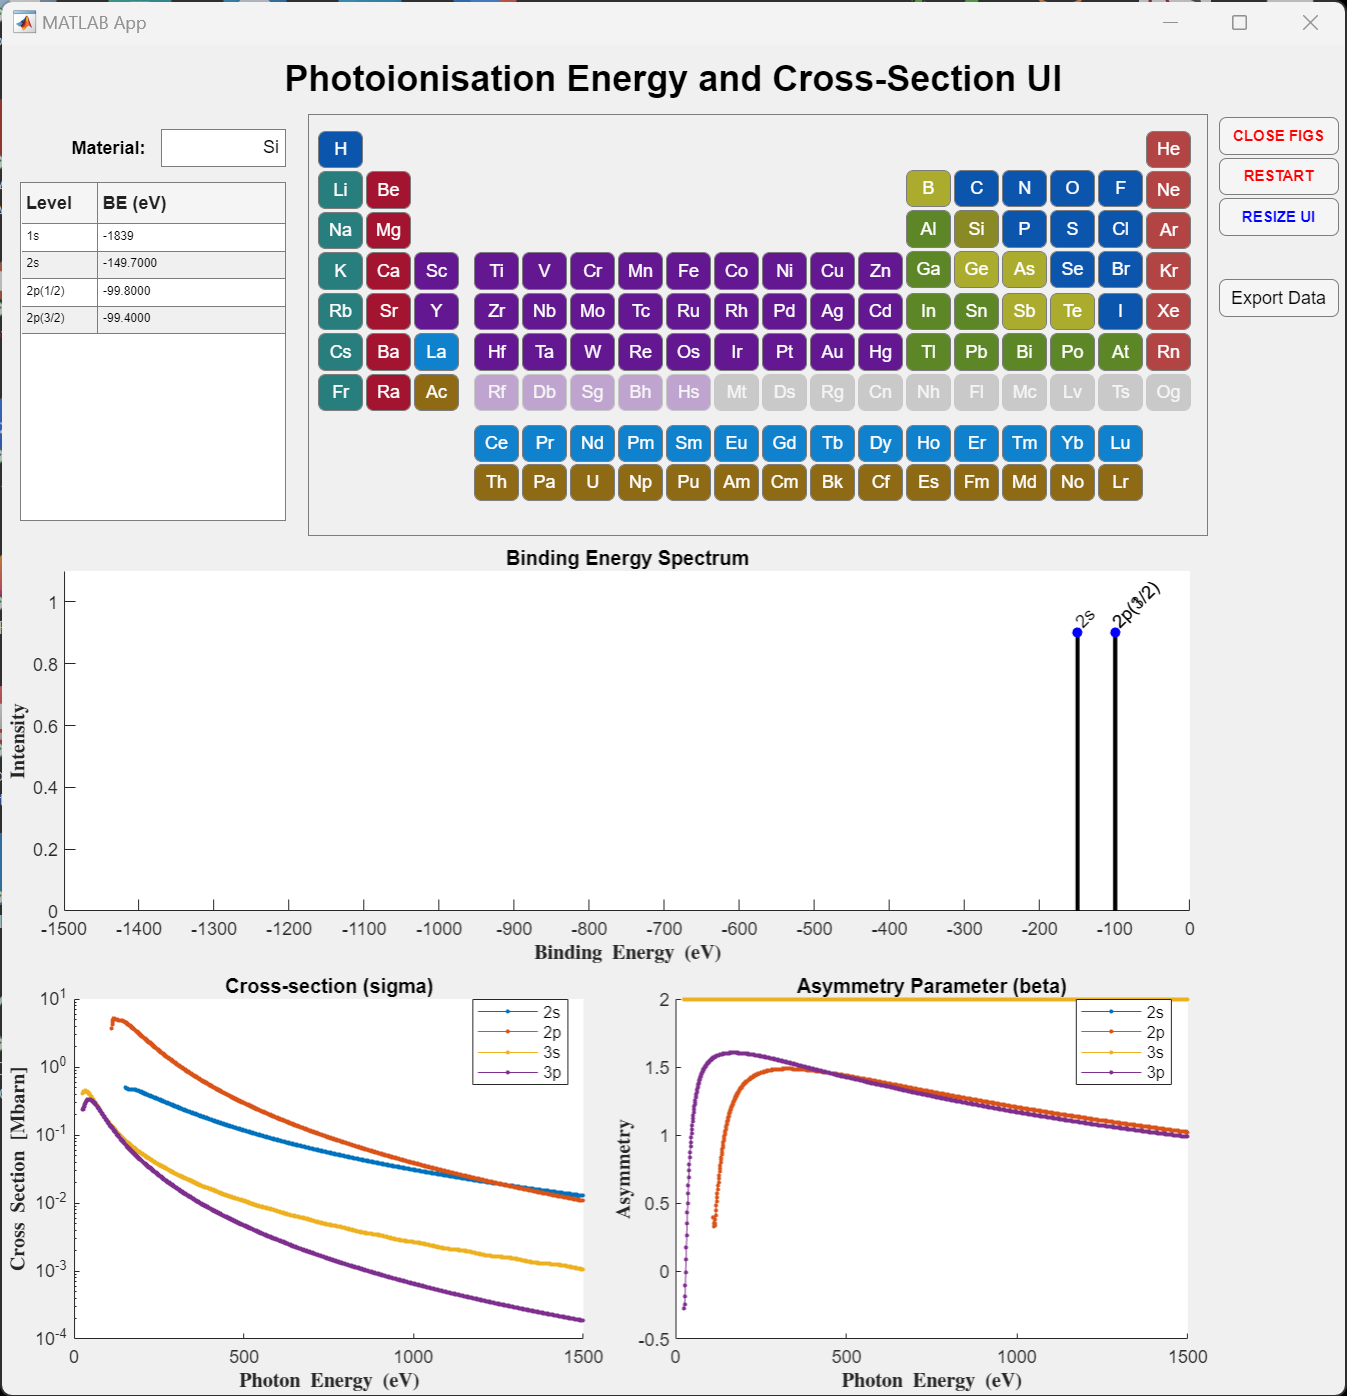 MATLAB App
Photoionisation Energy and Cross-Section UI
Material: Si
Level BE (eV)
1s -1839
2s -149.7000
2p(1/2) -99.8000
2p(3/2) -99.4000
H He
Li Be B C N O F Ne
Na Mg Al Si P S Cl Ar
K Ca Sc Ti V Cr Mn Fe Co Ni Cu Zn Ga Ge As Se Br Kr
Rb Sr Y Zr Nb Mo Tc Ru Rh Pd Ag Cd In Sn Sb Te I Xe
Cs Ba La Hf Ta W Re Os Ir Pt Au Hg Tl Pb Bi Po At Rn
Fr Ra Ac Rf Db Sg Bh Hs Mt Ds Rg Cn Nh Fl Mc Lv Ts Og
Ce Pr Nd Pm Sm Eu Gd Tb Dy Ho Er Tm Yb Lu
Th Pa U Np Pu Am Cm Bk Cf Es Fm Md No Lr
CLOSE FIGS
RESTART
RESIZE UI
Export Data
Binding Energy Spectrum
Intensity
1
0.8
0.6
0.4
0.2
0
2s
-1500 -1400 -1300 -1200 -1100 -1000 -900 -800 -700 -600 -500 -400 -300 -200 -100 0
Binding Energy (eV)
Cross-section (sigma)
Cross Section [Mbarn]
10^1
10^0
10^-1
10^-2
10^-3
10^-4
2s
2p
3s
3p
0 500 1000 1500
Photon Energy (eV)
Asymmetry Parameter (beta)
Asymmetry
2
1.5
1
0.5
0
-0.5
2s
2p
3s
3p
0 500 1000 1500
Photon Energy (eV)